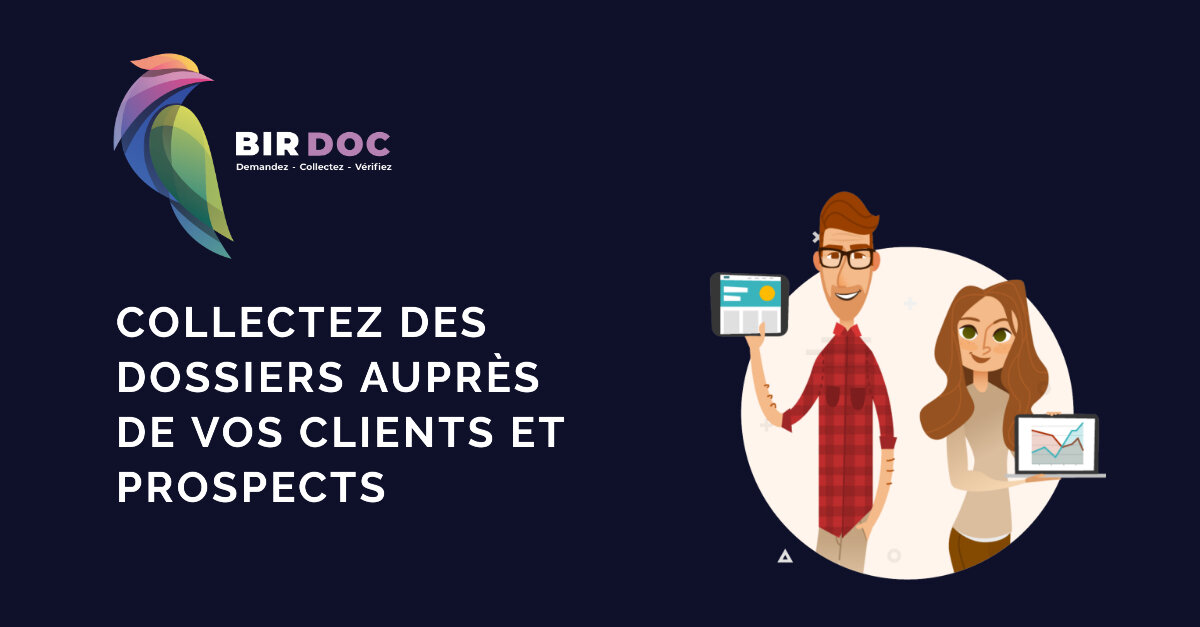 BIR DOC
Demandez - Collectez - Vérifiez
COLLECTEZ DES
DOSSIERS AUPRÈS
DE VOS CLIENTS ET
PROSPECTS